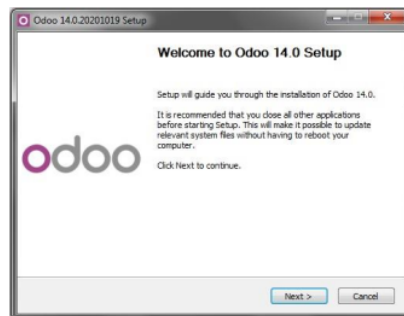 Odoo 14.0.20201019 Setup
Welcome to Odoo 14.0 Setup
Setup will guide you through the installation of Odoo 14.0.
It is recommended that you close all other applications
before starting Setup. This will make it possible to update
relevant system files without having to reboot your
computer.
odoo
Click Next to continue.
Next >
Cancel